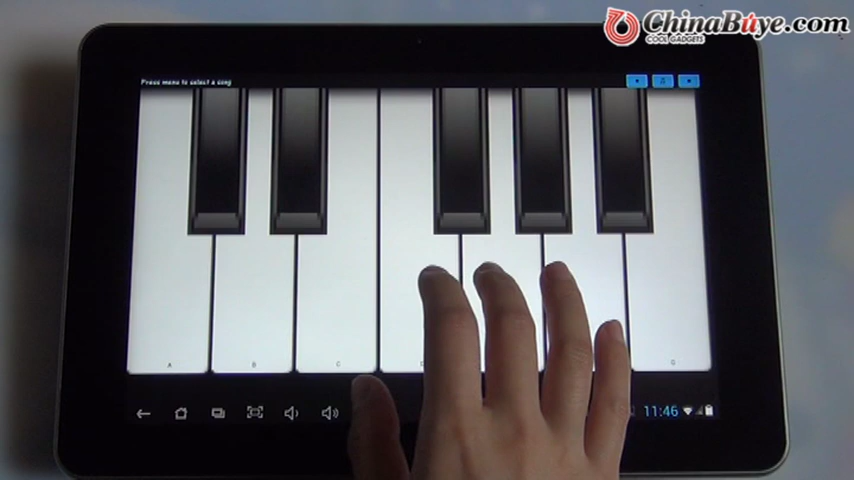 ChinaBuye.com
COOL GADGETS
Press menu to select a song
A
B
C
G
11:46